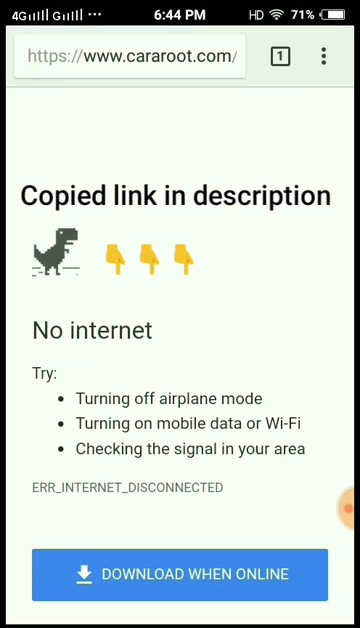 4G G ••• 6:44 PM HD 71%
https://www.cararoot.com/
1
Copied link in description
No internet
Try:
• Turning off airplane mode
• Turning on mobile data or Wi-Fi
• Checking the signal in your area
ERR_INTERNET_DISCONNECTED
DOWNLOAD WHEN ONLINE